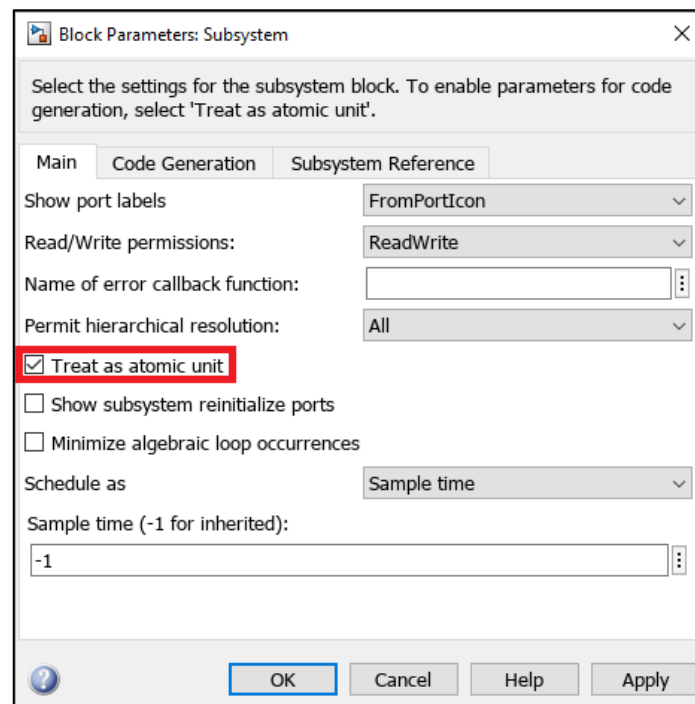 Block Parameters: Subsystem
Select the settings for the subsystem block. To enable parameters for code
generation, select 'Treat as atomic unit'.
Main Code Generation Subsystem Reference
Show port labels FromPortIcon
Read/Write permissions: ReadWrite
Name of error callback function:
Permit hierarchical resolution: All
Treat as atomic unit
Show subsystem reinitialize ports
Minimize algebraic loop occurrences
Schedule as Sample time
Sample time (-1 for inherited):
-1
? OK Cancel Help Apply